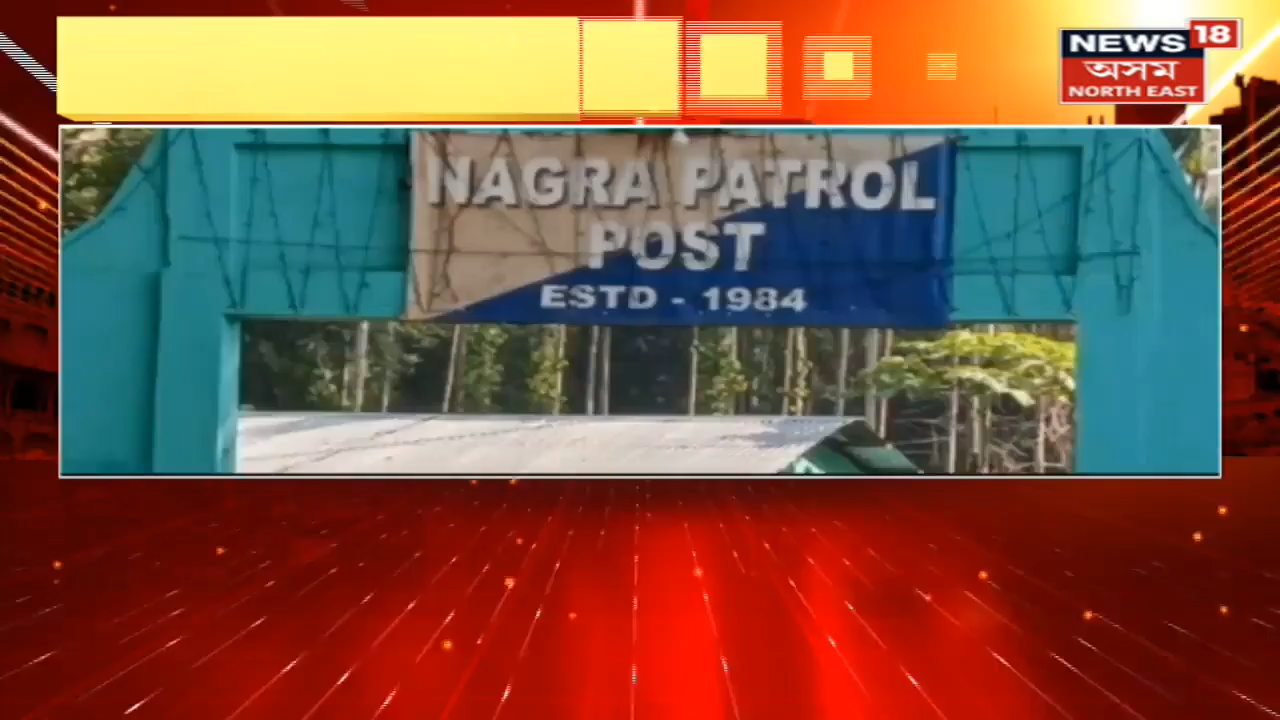 NEWS 18
অসম
NORTH EAST
NAGRA PATROL
POST
ESTD - 1984